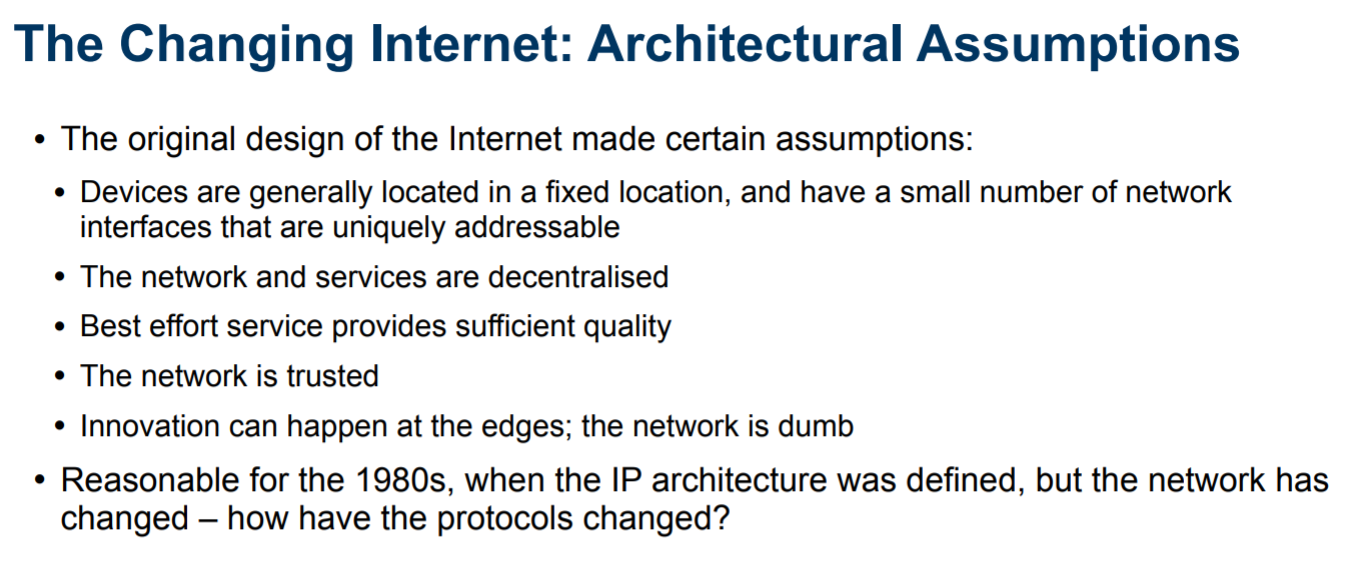 The Changing Internet: Architectural Assumptions
• The original design of the Internet made certain assumptions:
• Devices are generally located in a fixed location, and have a small number of network
interfaces that are uniquely addressable
• The network and services are decentralised
• Best effort service provides sufficient quality
• The network is trusted
• Innovation can happen at the edges; the network is dumb
• Reasonable for the 1980s, when the IP architecture was defined, but the network has
changed – how have the protocols changed?